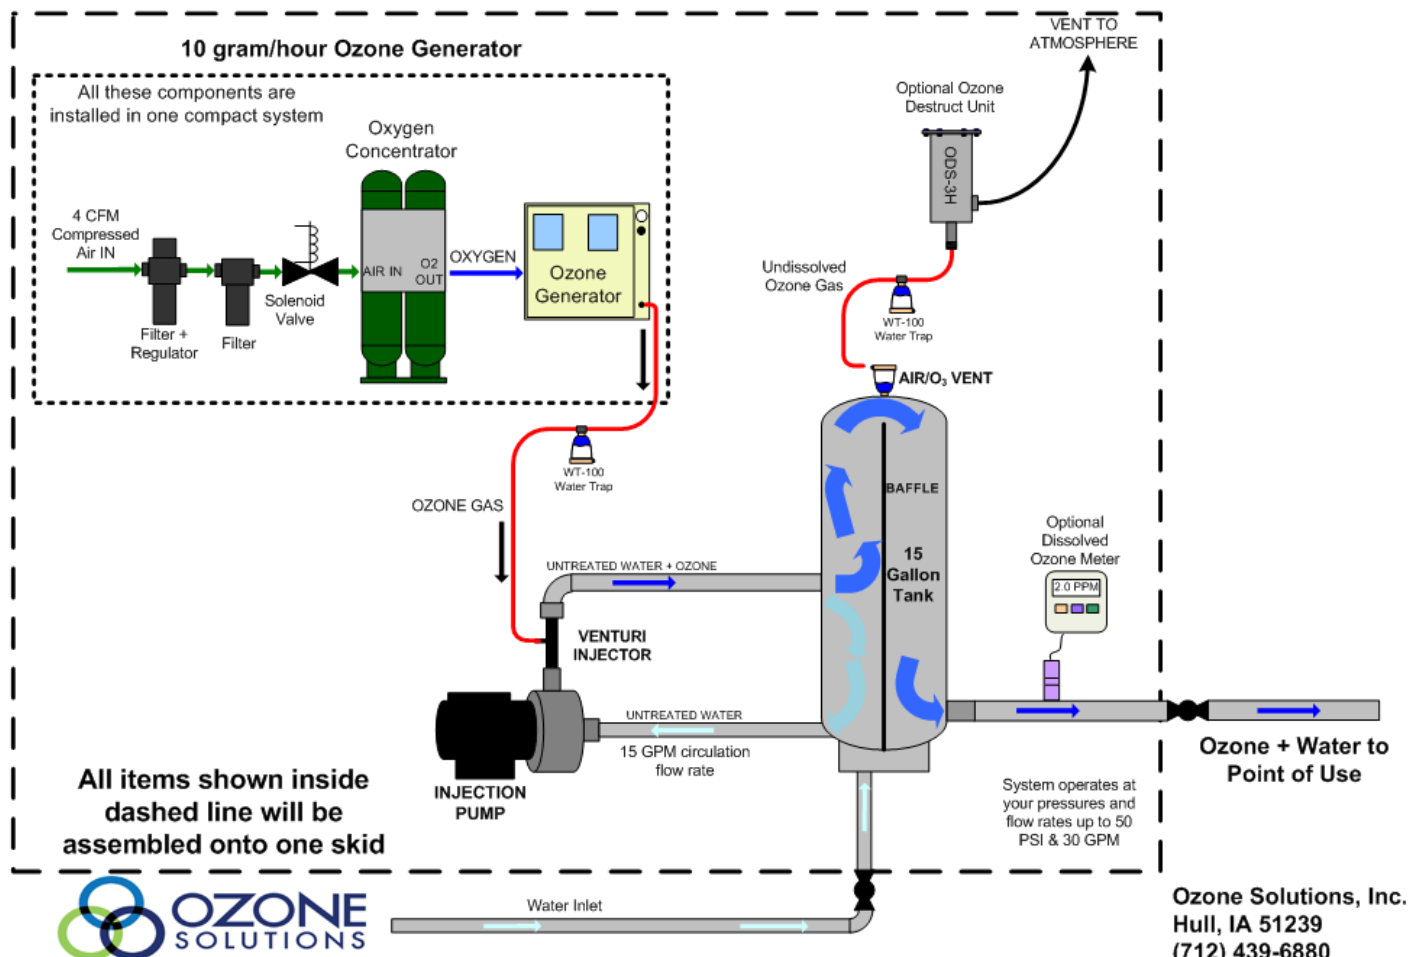 10 gram/hour Ozone Generator
All these components are
installed in one compact system
Oxygen
Concentrator
4 CFM
Compressed
Air IN
Filter +
Regulator
Filter
Solenoid
Valve
AIR IN
O2
OUT
OXYGEN
Ozone
Generator
VENT TO
ATMOSPHERE
Optional Ozone
Destruct Unit
ODS-3H
Undissolved
Ozone Gas
WT-100
Water Trap
AIR/O₃ VENT
WT-100
Water Trap
OZONE GAS
BAFFLE
15
Gallon
Tank
Optional
Dissolved
Ozone Meter
2.0 PPM
UNTREATED WATER + OZONE
VENTURI
INJECTOR
UNTREATED WATER
15 GPM circulation
flow rate
INJECTION
PUMP
Ozone + Water to
Point of Use
System operates at
your pressures and
flow rates up to 50
PSI & 30 GPM
All items shown inside
dashed line will be
assembled onto one skid
Water Inlet
OZONE
SOLUTIONS
Ozone Solutions, Inc.
Hull, IA 51239
(712) 439-6880